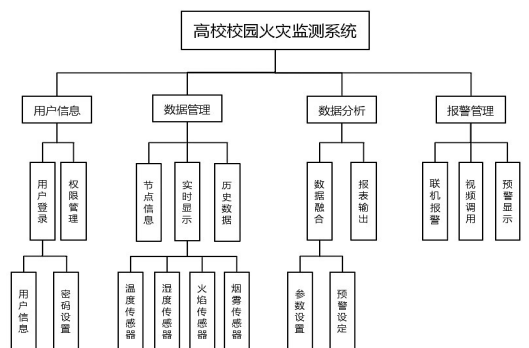 高校校园火灾监测系统
用户信息
数据管理
数据分析
报警管理
用户登录
权限管理
节点信息
实时显示
历史数据
数据融合
报表输出
联机报警
视频调用
预警显示
用户信息
密码设置
温度传感器
湿度传感器
火焰传感器
烟雾传感器
参数设置
预警设定